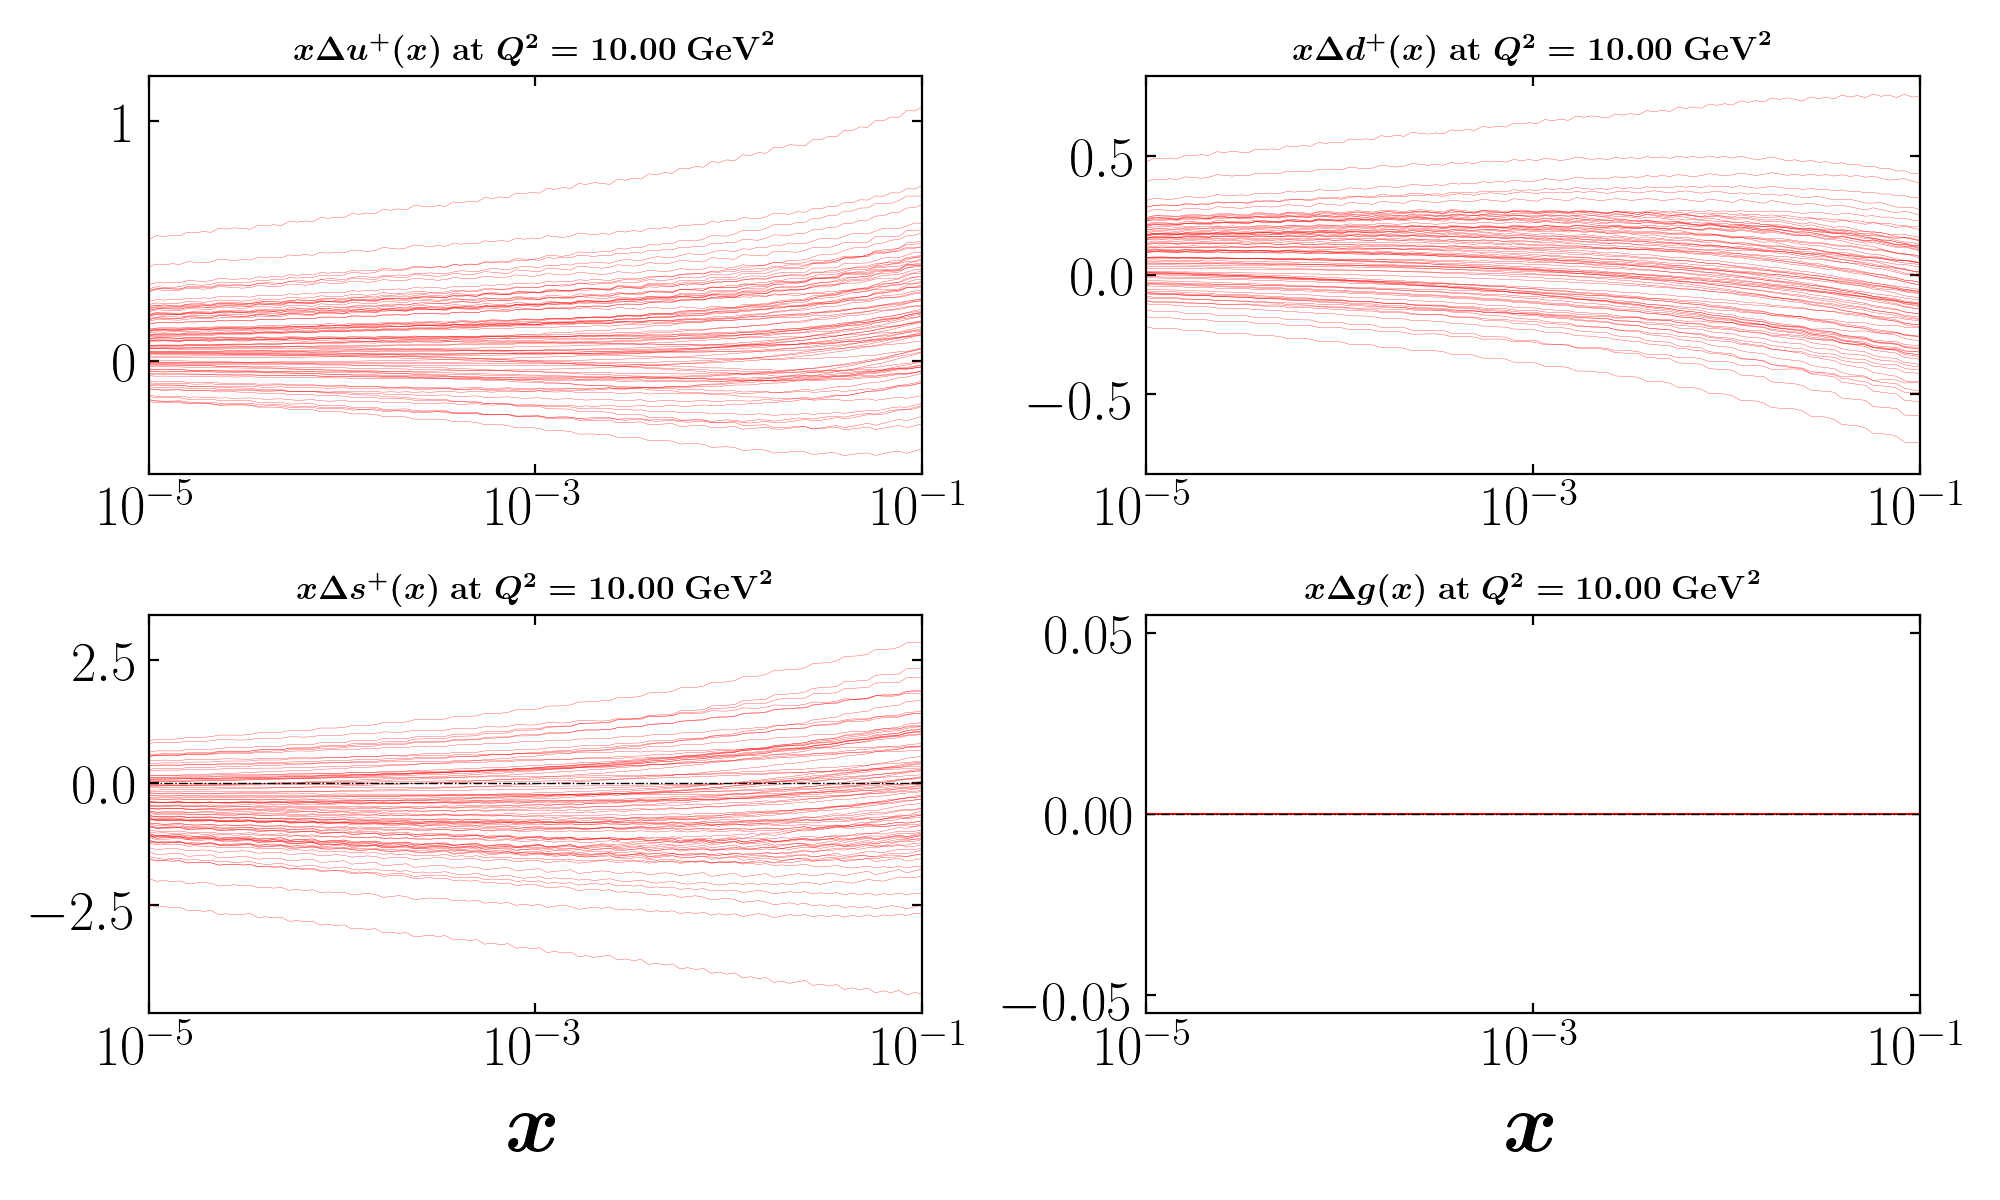 xΔu⁺(x) at Q² = 10.00 GeV²
1
0
10⁻⁵ 10⁻³ 10⁻¹
xΔd⁺(x) at Q² = 10.00 GeV²
0.5
0.0
−0.5
10⁻⁵ 10⁻³ 10⁻¹
xΔs⁺(x) at Q² = 10.00 GeV²
2.5
0.0
−2.5
10⁻⁵ 10⁻³ 10⁻¹
x
xΔg(x) at Q² = 10.00 GeV²
0.05
0.00
−0.05
10⁻⁵ 10⁻³ 10⁻¹
x